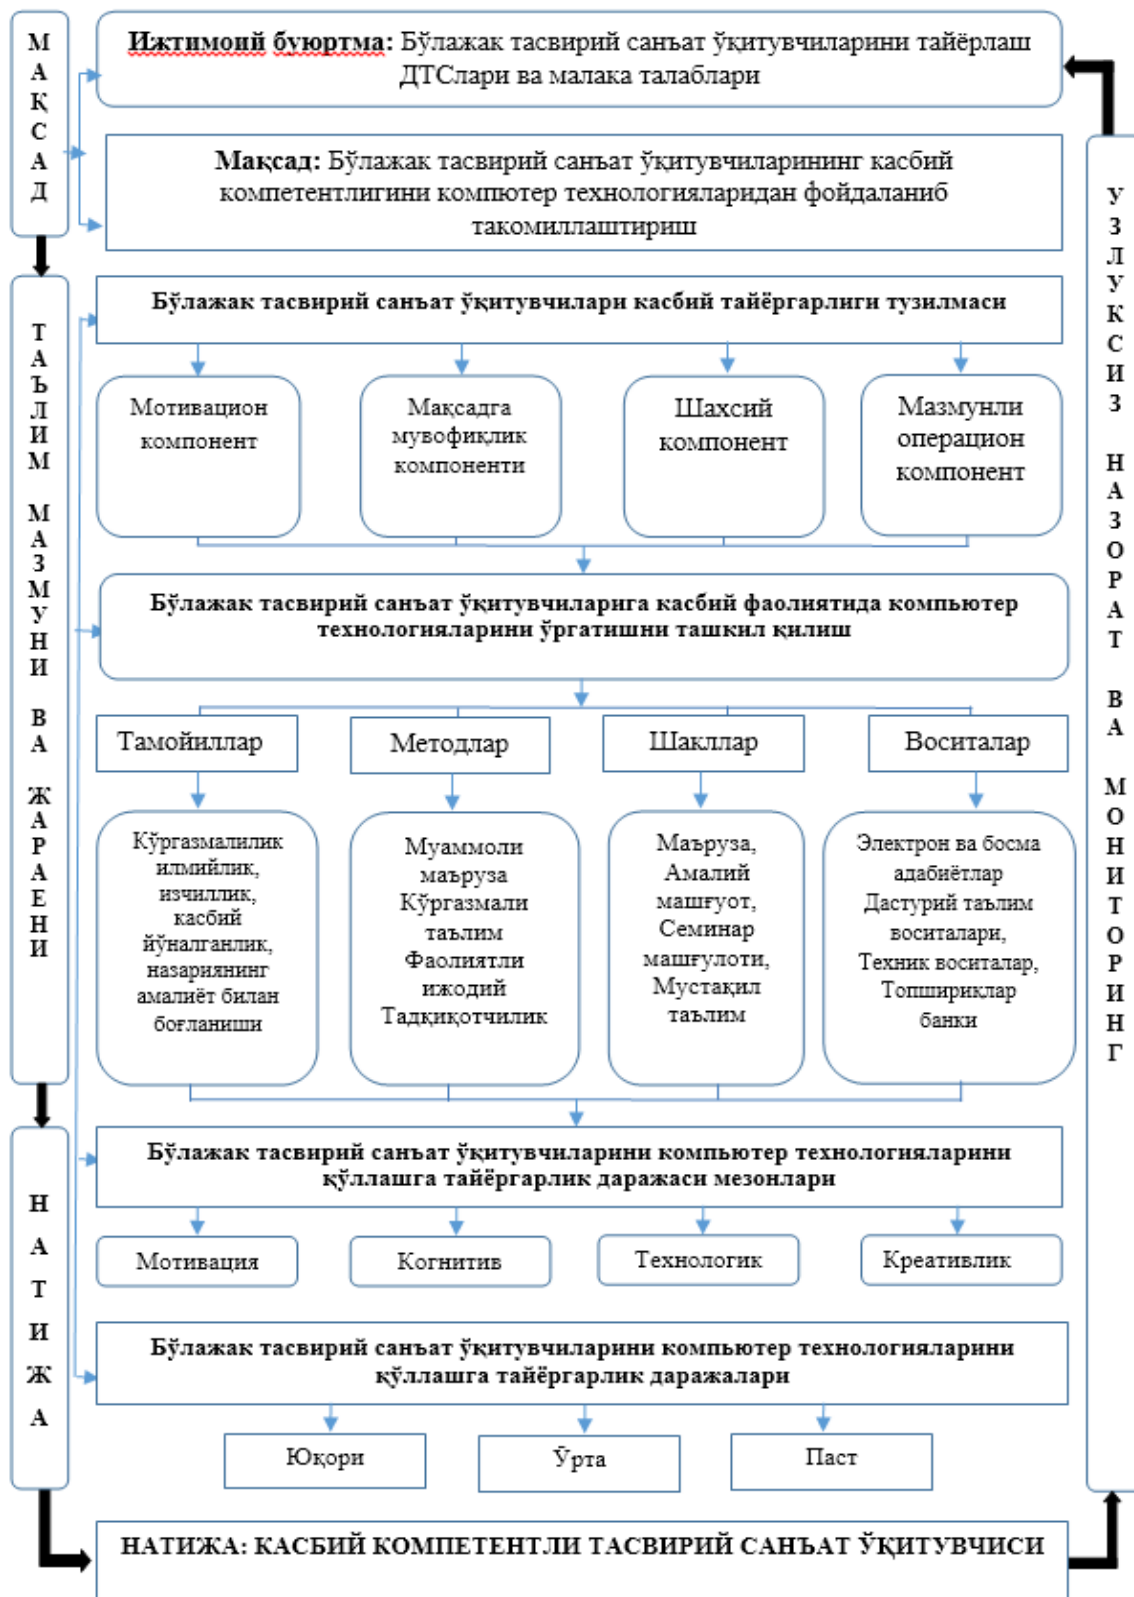 МАҚСАД
Ижтимоий буюртма: Бўлажак тасвирий санъат ўқитувчиларини тайёрлаш
ДТСлари ва малака талаблари
Мақсад: Бўлажак тасвирий санъат ўқитувчиларининг касбий
компетентлигини компютер технологияларидан фойдаланиб
такомиллаштириш
ТАЪЛИМ МАЗМУНИ ВА ЖАРАЕНИ
Бўлажак тасвирий санъат ўқитувчилари касбий тайёргарлиги тузилмаси
Мотивацион
компонент
Мақсадга
мувофиқлик
компоненти
Шахсий
компонент
Мазмунли
операцион
компонент
Бўлажак тасвирий санъат ўқитувчиларига касбий фаолиятида компьютер
технологияларини ўргатишни ташкил қилиш
Тамойиллар
Методлар
Шакллар
Воситалар
Кўргазмалилик
илмийлик,
изчиллик,
касбий
йўналганлик,
назариянинг
амалиёт билан
боғланиши
Муаммоли
маъруза
Кўргазмали
таълим
Фаолиятли
ижодий
Тадқиқотчилик
Маъруза,
Амалий
машғуот,
Семинар
машғулоти,
Мустақил
таълим
Электрон ва босма
адабиётлар
Дастурий таълим
воситалари,
Техник воситалар,
Топшириқлар
банки
НАТИЖА
Бўлажак тасвирий санъат ўқитувчиларини компьютер технологияларини
қўллашга тайёргарлик даражаси мезонлари
Мотивация
Когнитив
Технологик
Креативлик
Бўлажак тасвирий санъат ўқитувчиларини компьютер технологияларини
қўллашга тайёргарлик даражалари
Юқори
Ўрта
Паст
НАТИЖА: КАСБИЙ КОМПЕТЕНТЛИ ТАСВИРИЙ САНЪАТ ЎҚИТУВЧИСИ
УЗЛУКСИЗ НАЗОРАТ ВА МОНИТОРИНГ